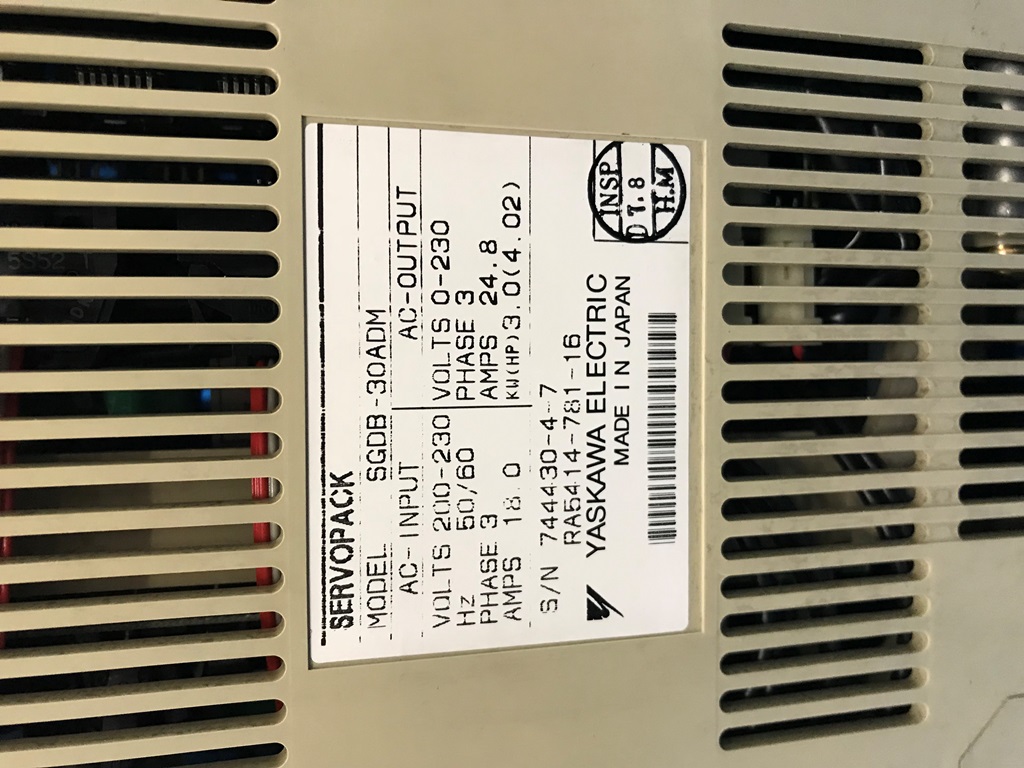 SERVOPACK
MODEL SGDB-30ADM
AC-INPUT AC-OUTPUT
VOLTS 200-230 VOLTS 0-230
Hz 50/60 PHASE 3
PHASE 3 AMPS 24.8
AMPS 18.0 KW(HP)3.0(4.02)
S/N 744430-4-7
RA5414-781-16
YASKAWA ELECTRIC
MADE IN JAPAN
INSP
D 7.8
H.M